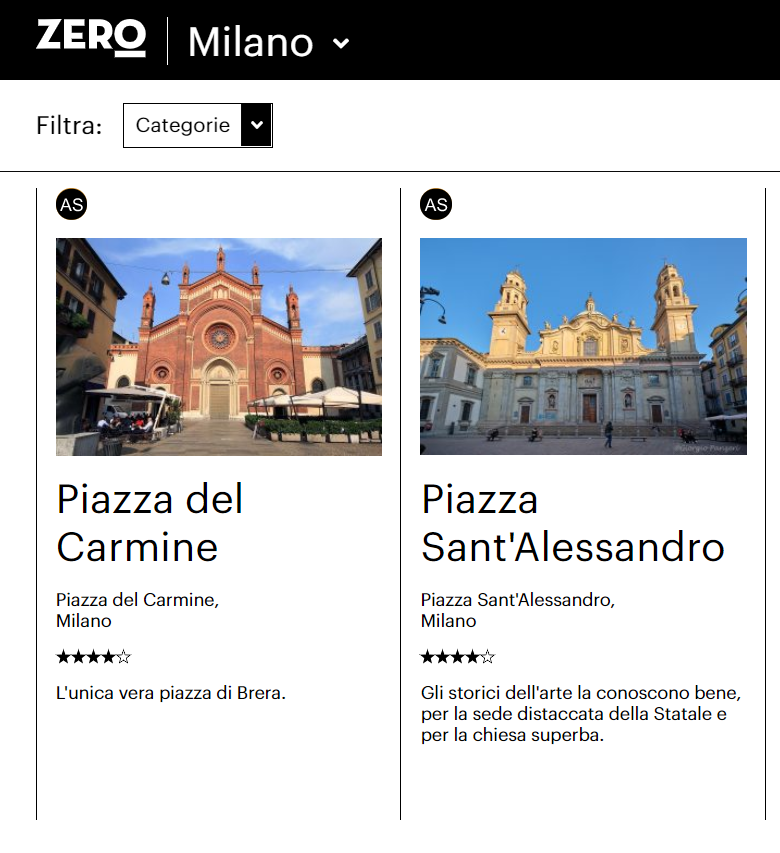 ZERO
Milano
Filtra:
Categorie
AS
Piazza del
Carmine
Piazza del Carmine,
Milano
★★★★☆
L'unica vera piazza di Brera.
AS
Piazza
Sant'Alessandro
Piazza Sant'Alessandro,
Milano
★★★★☆
Gli storici dell'arte la conoscono bene,
per la sede distaccata della Statale e
per la chiesa superba.